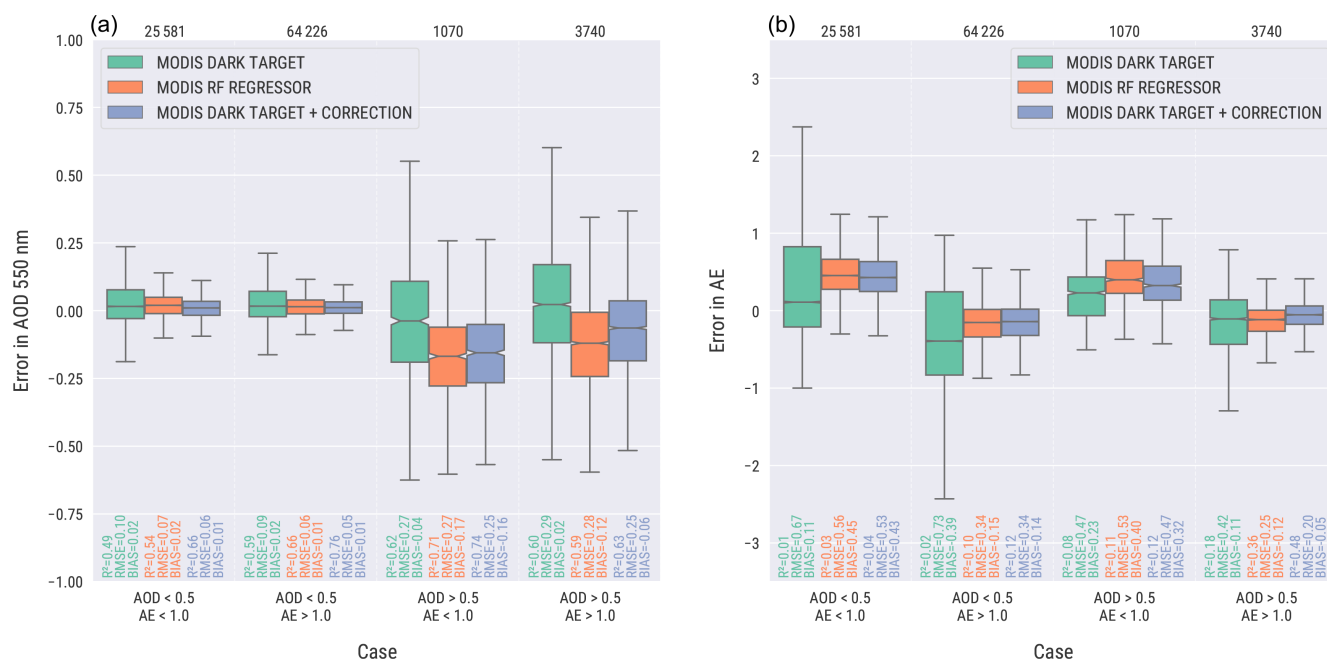 (a)
25 581 64 226 1070 3740
1.00
0.75
0.50
0.25
0.00
−0.25
−0.50
−0.75
−1.00
Error in AOD 550 nm
MODIS DARK TARGET
MODIS RF REGRESSOR
MODIS DARK TARGET + CORRECTION
R²=0.49
RMSE=0.10
BIAS=0.02
R²=0.54
RMSE=0.07
BIAS=0.02
R²=0.66
RMSE=0.06
BIAS=0.01
R²=0.59
RMSE=0.09
BIAS=0.02
R²=0.66
RMSE=0.06
BIAS=0.01
R²=0.76
RMSE=0.05
BIAS=0.01
R²=0.62
RMSE=0.27
BIAS=-0.04
R²=0.71
RMSE=0.27
BIAS=-0.17
R²=0.74
RMSE=0.25
BIAS=-0.16
R²=0.60
RMSE=0.29
BIAS=0.02
R²=0.59
RMSE=0.28
BIAS=-0.12
R²=0.63
RMSE=0.25
BIAS=-0.06
AOD < 0.5 AOD < 0.5 AOD > 0.5 AOD > 0.5
AE < 1.0 AE > 1.0 AE < 1.0 AE > 1.0
Case
(b)
25 581 64 226 1070 3740
3
2
1
0
−1
−2
−3
Error in AE
MODIS DARK TARGET
MODIS RF REGRESSOR
MODIS DARK TARGET + CORRECTION
R²=0.01
RMSE=0.67
BIAS=0.11
R²=0.03
RMSE=0.56
BIAS=0.45
R²=0.04
RMSE=0.53
BIAS=0.43
R²=0.02
RMSE=0.73
BIAS=-0.39
R²=0.10
RMSE=0.34
BIAS=-0.15
R²=0.12
RMSE=0.34
BIAS=-0.14
R²=0.08
RMSE=0.47
BIAS=0.23
R²=0.11
RMSE=0.53
BIAS=0.40
R²=0.12
RMSE=0.47
BIAS=0.32
R²=0.18
RMSE=0.42
BIAS=-0.11
R²=0.36
RMSE=0.25
BIAS=-0.12
R²=0.48
RMSE=0.20
BIAS=-0.05
AOD < 0.5 AOD > 0.5 AOD > 0.5 AOD > 0.5
AE < 1.0 AE > 1.0 AE < 1.0 AE > 1.0
Case